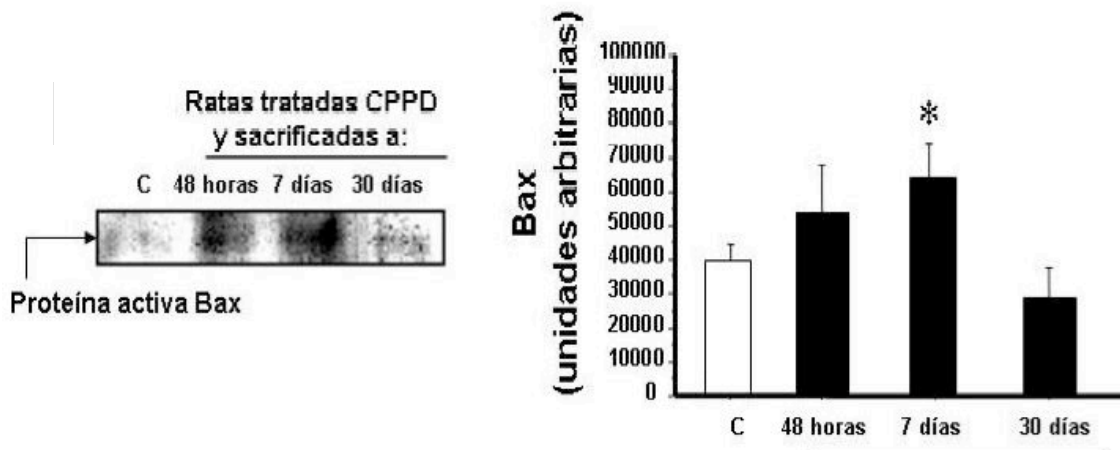 Ratas tratadas CPPD
y sacrificadas a:
C 48 horas 7 días 30 días
Proteína activa Bax
Bax
(unidades arbitrarias)
100000
90000
80000
70000
60000
50000
40000
30000
20000
10000
0
*
C 48 horas 7 días 30 días